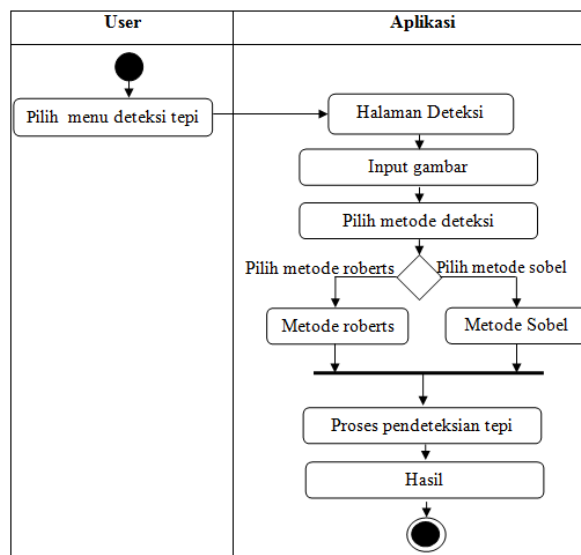 User
Aplikasi
Pilih menu deteksi tepi
Halaman Deteksi
Input gambar
Pilih metode deteksi
Pilih metode roberts
Pilih metode sobel
Metode roberts
Metode Sobel
Proses pendeteksian tepi
Hasil